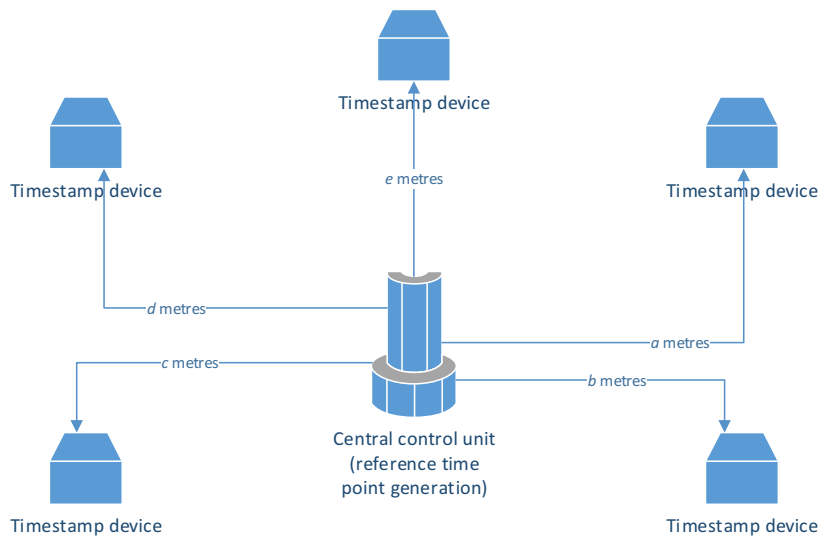 Timestamp device
Timestamp device
Timestamp device
e metres
d metres
a metres
c metres
b metres
Central control unit
(reference time
point generation)
Timestamp device
Timestamp device